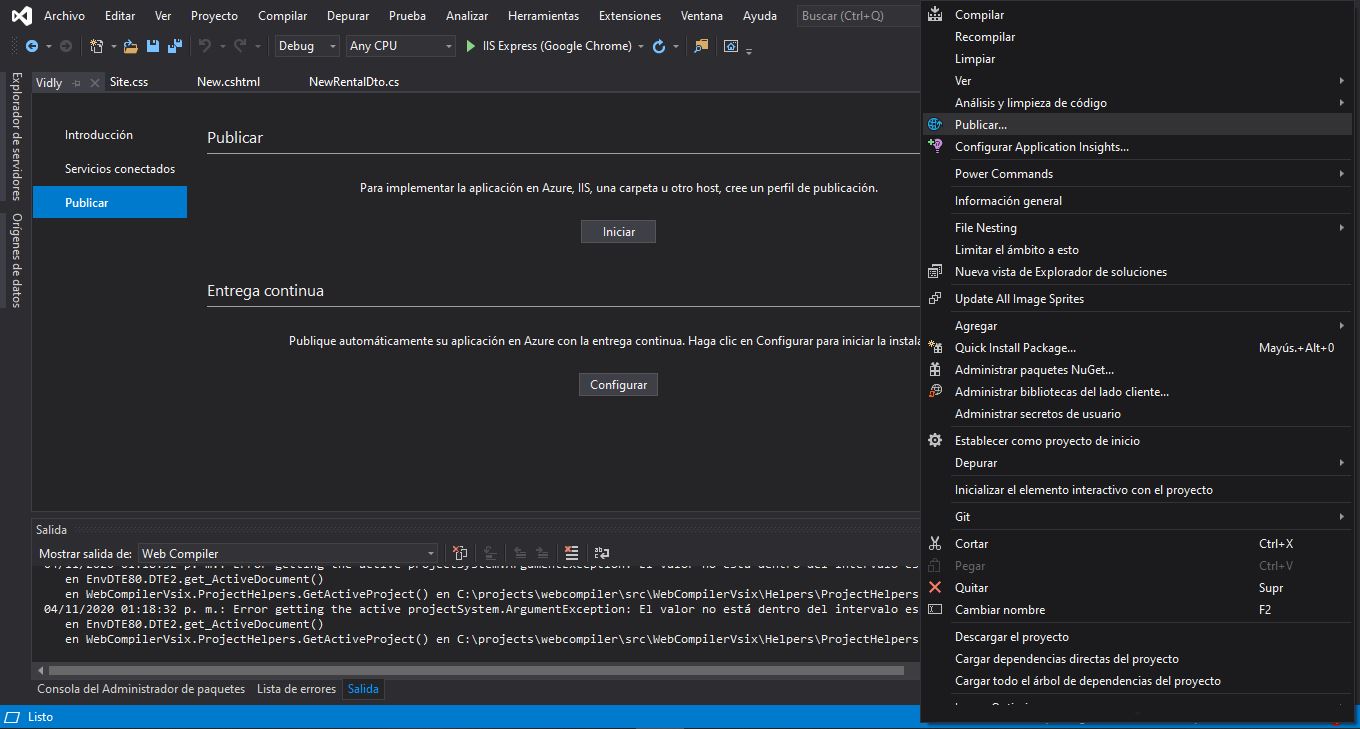 Archivo Editar Ver Proyecto Compilar Depurar Prueba Analizar Herramientas Extensiones Ventana Ayuda Buscar (Ctrl+Q)
Debug Any CPU IIS Express (Google Chrome)
Vidly Site.css New.cshtml NewRentalDto.cs
Explorador de servidores
Orígenes de datos
Introducción
Servicios conectados
Publicar
Publicar
Para implementar la aplicación en Azure, IIS, una carpeta u otro host, cree un perfil de publicación.
Iniciar
Entrega continua
Publique automáticamente su aplicación en Azure con la entrega continua. Haga clic en Configurar para iniciar la instala
Configurar
Salida
Mostrar salida de: Web Compiler
04/11/2020 01:18:32 p. m.: Error getting the active projectSystem.ArgumentException: El valor no está dentro del intervalo es
en EnvDTE80.DTE2.get_ActiveDocument()
en WebCompilerVsix.ProjectHelpers.GetActiveProject() en C:\projects\webcompiler\src\WebCompilerVsix\Helpers\ProjectHelpers
04/11/2020 01:18:32 p. m.: Error getting the active projectSystem.ArgumentException: El valor no está dentro del intervalo es
en EnvDTE80.DTE2.get_ActiveDocument()
en WebCompilerVsix.ProjectHelpers.GetActiveProject() en C:\projects\webcompiler\src\WebCompilerVsix\Helpers\ProjectHelpers
Consola del Administrador de paquetes Lista de errores Salida
Listo
Compilar
Recompilar
Limpiar
Ver
Análisis y limpieza de código
Publicar...
Configurar Application Insights...
Power Commands
Información general
File Nesting
Limitar el ámbito a esto
Nueva vista de Explorador de soluciones
Update All Image Sprites
Agregar
Quick Install Package... Mayús.+Alt+0
Administrar paquetes NuGet...
Administrar bibliotecas del lado cliente...
Administrar secretos de usuario
Establecer como proyecto de inicio
Depurar
Inicializar el elemento interactivo con el proyecto
Git
Cortar Ctrl+X
Pegar Ctrl+V
Quitar Supr
Cambiar nombre F2
Descargar el proyecto
Cargar dependencias directas del proyecto
Cargar todo el árbol de dependencias del proyecto